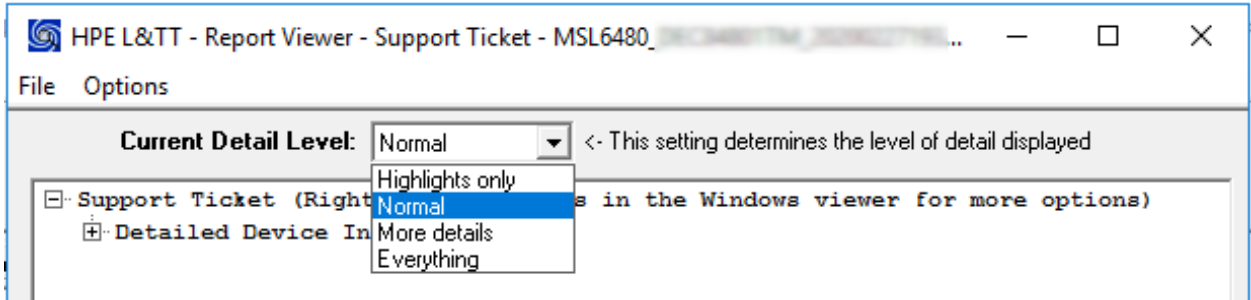 HPE L&TT - Report Viewer - Support Ticket - MSL6480_ ...
File Options
Current Detail Level: Normal <- This setting determines the level of detail displayed
Highlights only
Support Ticket (Right s in the Windows viewer for more options)
Normal
Detailed Device In
More details
Everything